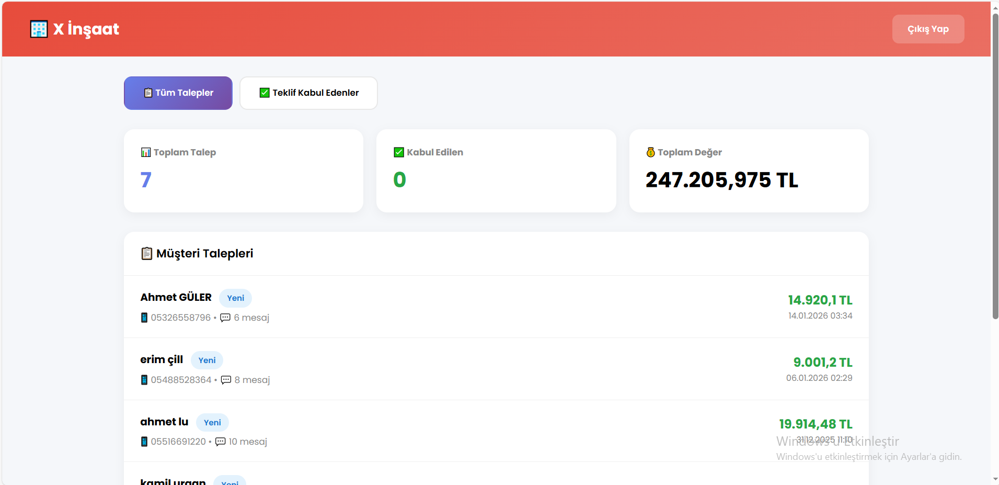 X İnşaat
Çıkış Yap
Tüm Talepler
Teklif Kabul Edenler
Toplam Talep
7
Kabul Edilen
0
Toplam Değer
247.205,975 TL
Müşteri Talepleri
Ahmet GÜLER Yeni
14.920,1 TL
05326558796 • 6 mesaj
14.01.2026 03:34
erim çill Yeni
9.001,2 TL
05488528364 • 8 mesaj
06.01.2026 02:29
ahmet lu Yeni
19.914,48 TL
05516691220 • 10 mesaj
31.12.2025 11:10
Windows'u Etkinleştir
Windows'u etkinleştirmek için Ayarlar'a gidin.
kamil urgan Yeni